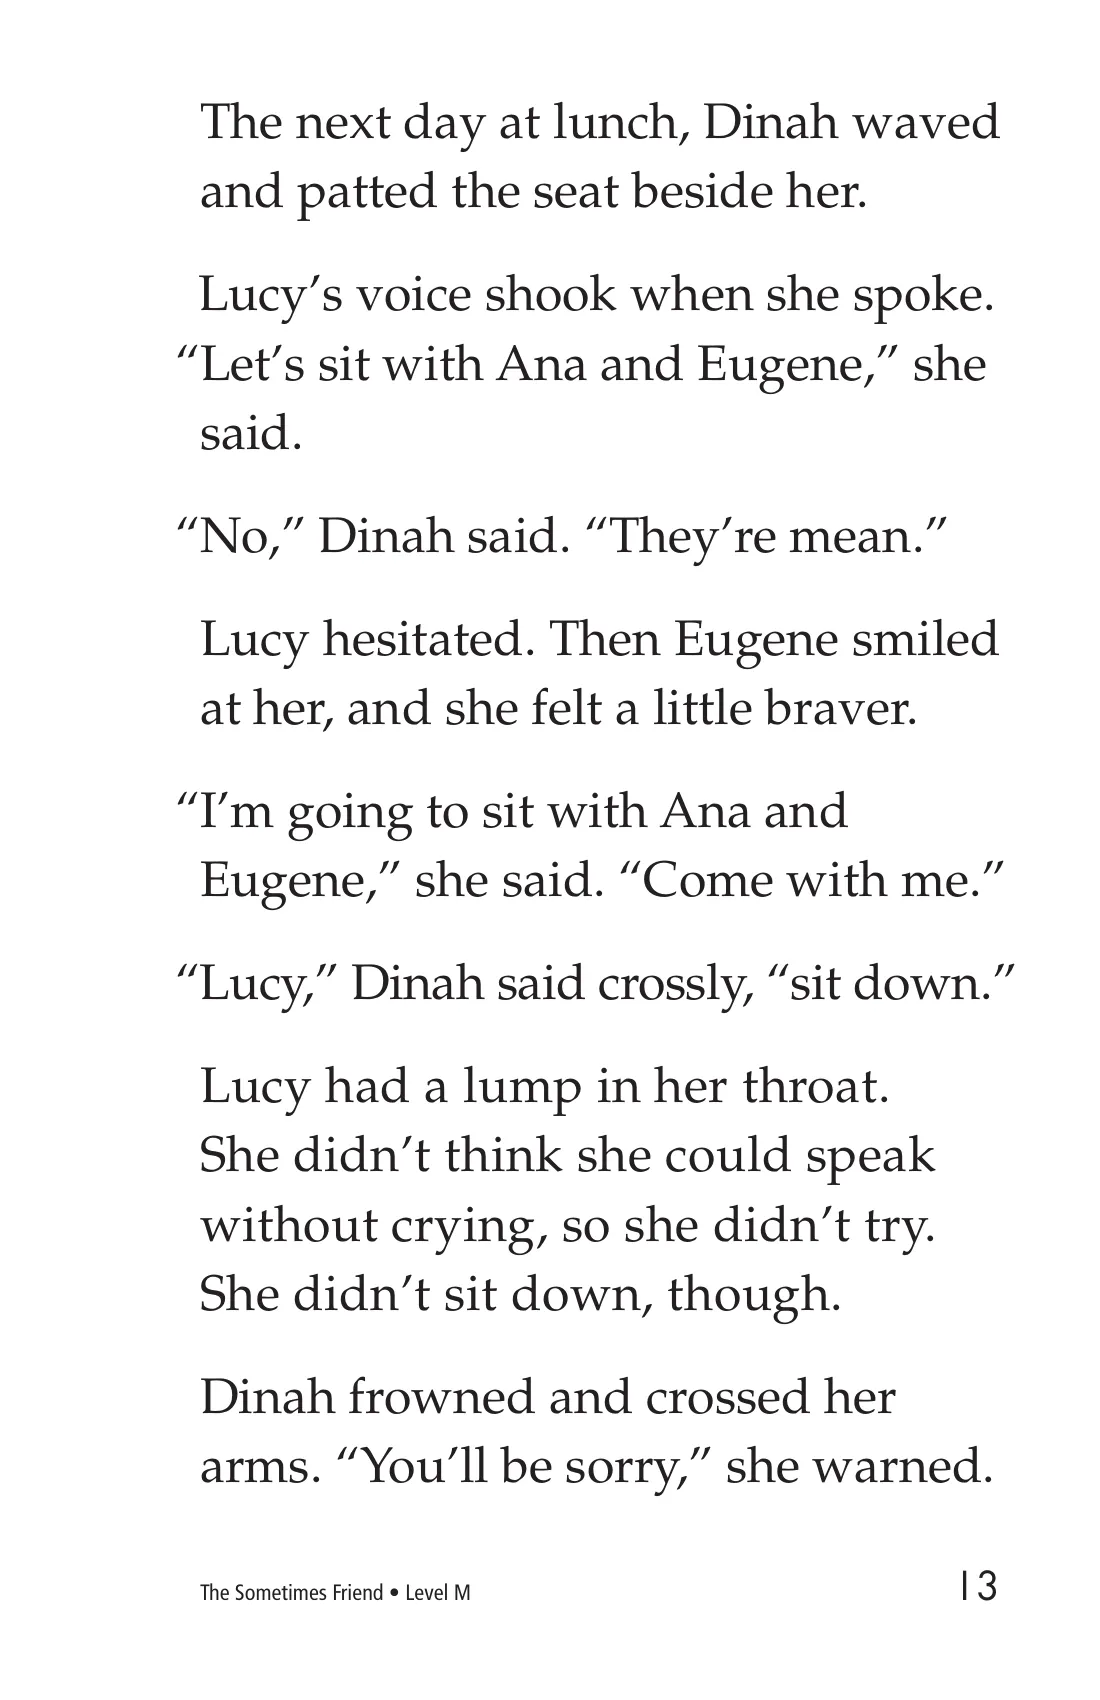 The next day at lunch, Dinah waved
and patted the seat beside her.
Lucy’s voice shook when she spoke.
“Let’s sit with Ana and Eugene,” she
said.
“No,” Dinah said. “They’re mean.”
Lucy hesitated. Then Eugene smiled
at her, and she felt a little braver.
“I’m going to sit with Ana and
Eugene,” she said. “Come with me.”
“Lucy,” Dinah said crossly, “sit down.”
Lucy had a lump in her throat.
She didn’t think she could speak
without crying, so she didn’t try.
She didn’t sit down, though.
Dinah frowned and crossed her
arms. “You’ll be sorry,” she warned.
The Sometimes Friend • Level M
13